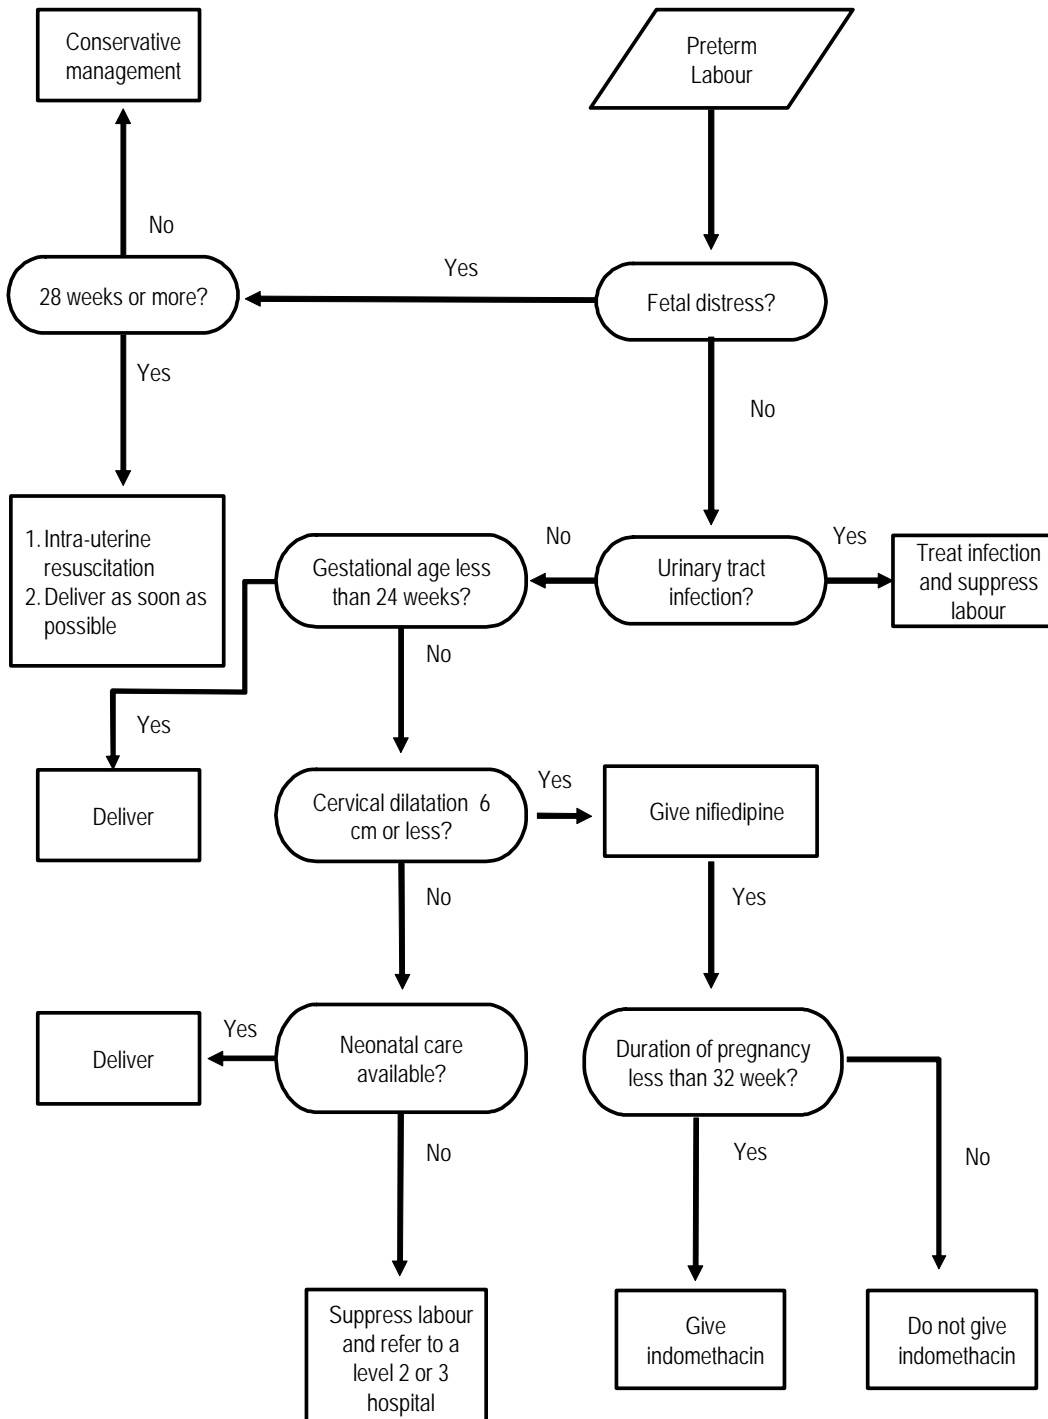 Conservative
management
Preterm
Labour
No
Yes
28 weeks or more?
Fetal distress?
Yes
No
1. Intra-uterine
resuscitation
2. Deliver as soon as
possible
No
Yes
Gestational age less
than 24 weeks?
Urinary tract
infection?
Treat infection
and suppress
labour
No
Yes
Deliver
Cervical dilatation 6
cm or less?
Yes
Give nifiedipine
No
Yes
Deliver
Yes
Neonatal care
available?
Duration of pregnancy
less than 32 week?
No
Yes
No
Suppress labour
and refer to a
level 2 or 3
hospital
Give
indomethacin
Do not give
indomethacin